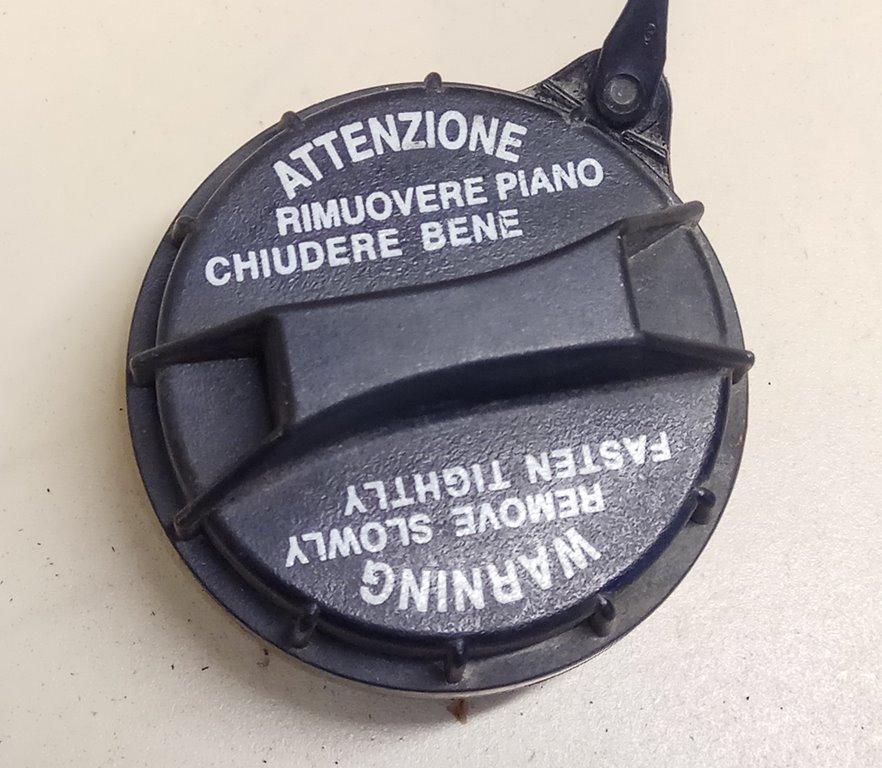 ATTENZIONE
RIMUOVERE PIANO
CHIUDERE BENE
WARNING
REMOVE SLOWLY
FASTEN TIGHTLY